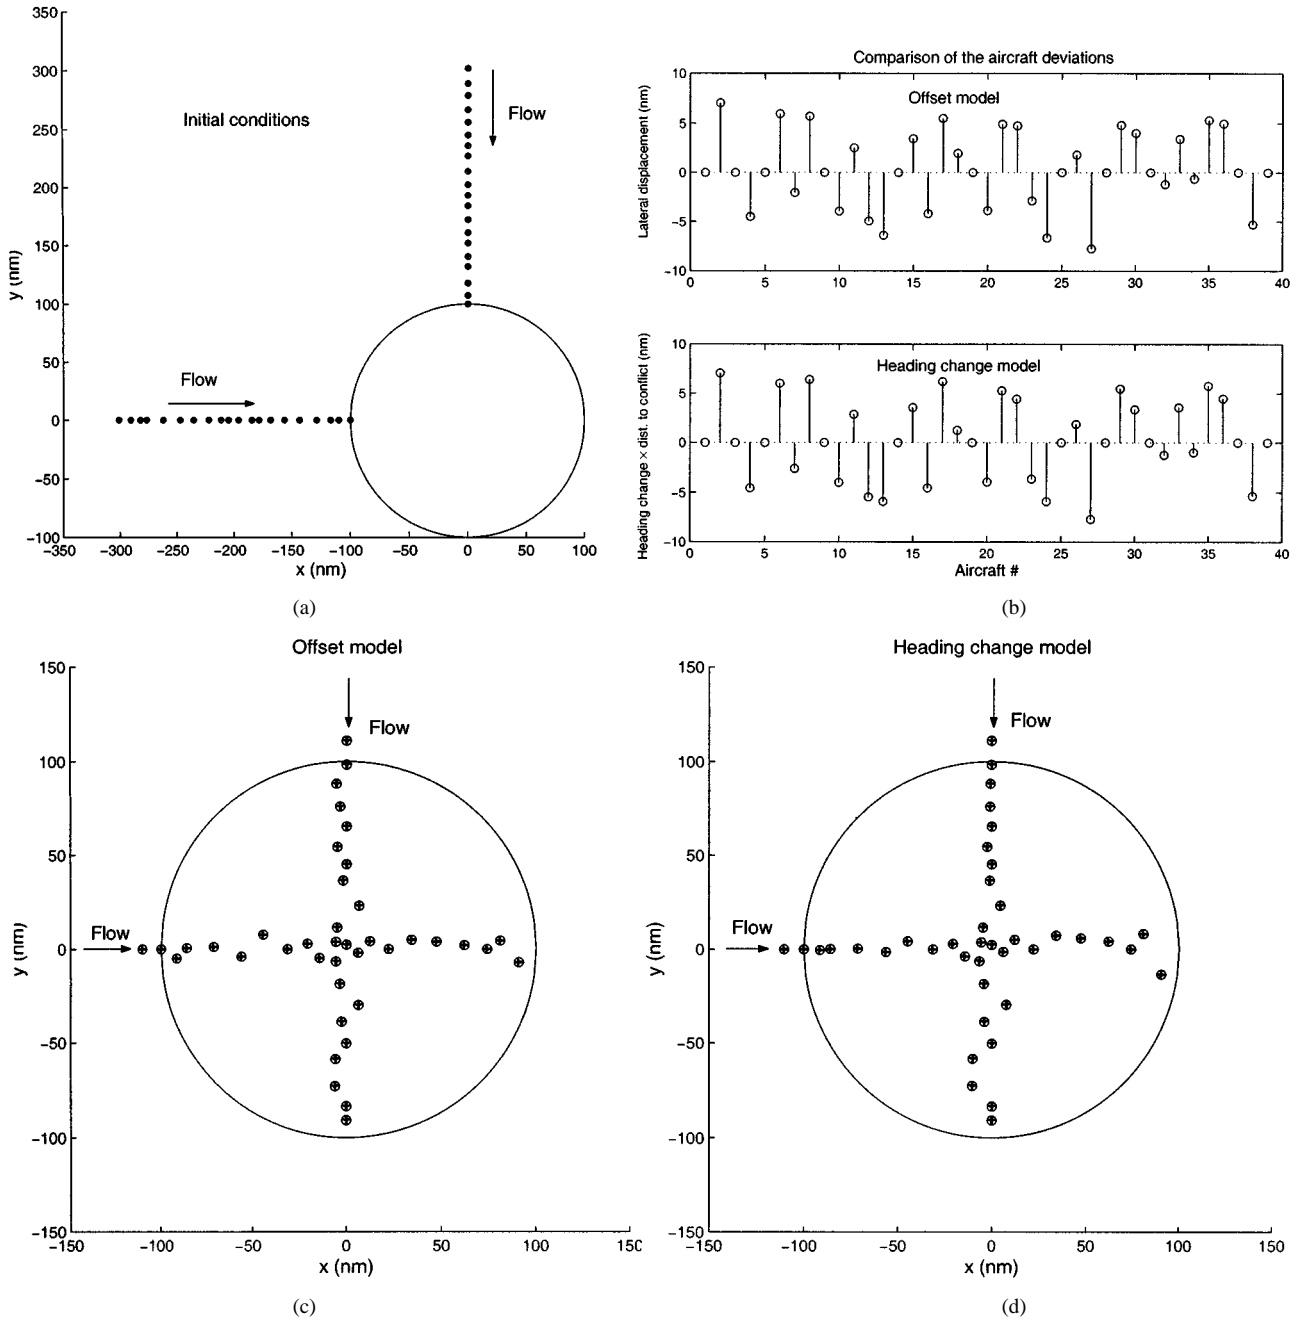 350
300
250
200
150
100
50
0
−50
−100
y (nm)
Initial conditions
Flow
Flow
−350 −300 −250 −200 −150 −100 −50 0 50 100
x (nm)
(a)
Comparison of the aircraft deviations
Offset model
Lateral displacement (nm)
10
5
0
−5
−10
0 5 10 15 20 25 30 35 40
Heading change model
Heading change × dist. to conflict (nm)
10
5
0
−5
−10
0 5 10 15 20 25 30 35 40
Aircraft #
(b)
Offset model
150
100
50
0
−50
−100
−150
y (nm)
Flow
Flow
−150 −100 −50 0 50 100 150
x (nm)
(c)
Heading change model
150
100
50
0
−50
−100
−150
y (nm)
Flow
Flow
−150 −100 −50 0 50 100 150
x (nm)
(d)